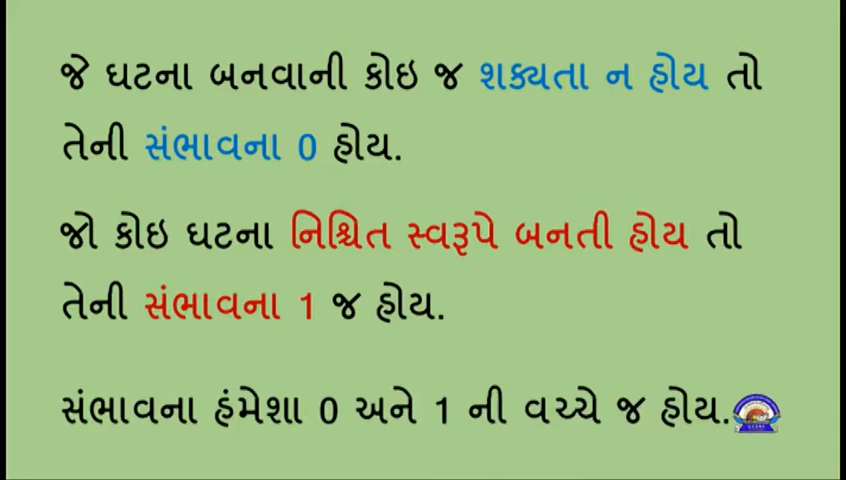 જે ઘટના બનવાની કોઇ જ શક્યતા ન હોય તો
તેની સંભાવના 0 હોય.
જો કોઇ ઘટના નિશ્ચિત સ્વરૂપે બનતી હોય તો
તેની સંભાવના 1 જ હોય.
સંભાવના હંમેશા 0 અને 1 ની વચ્ચે જ હોય.